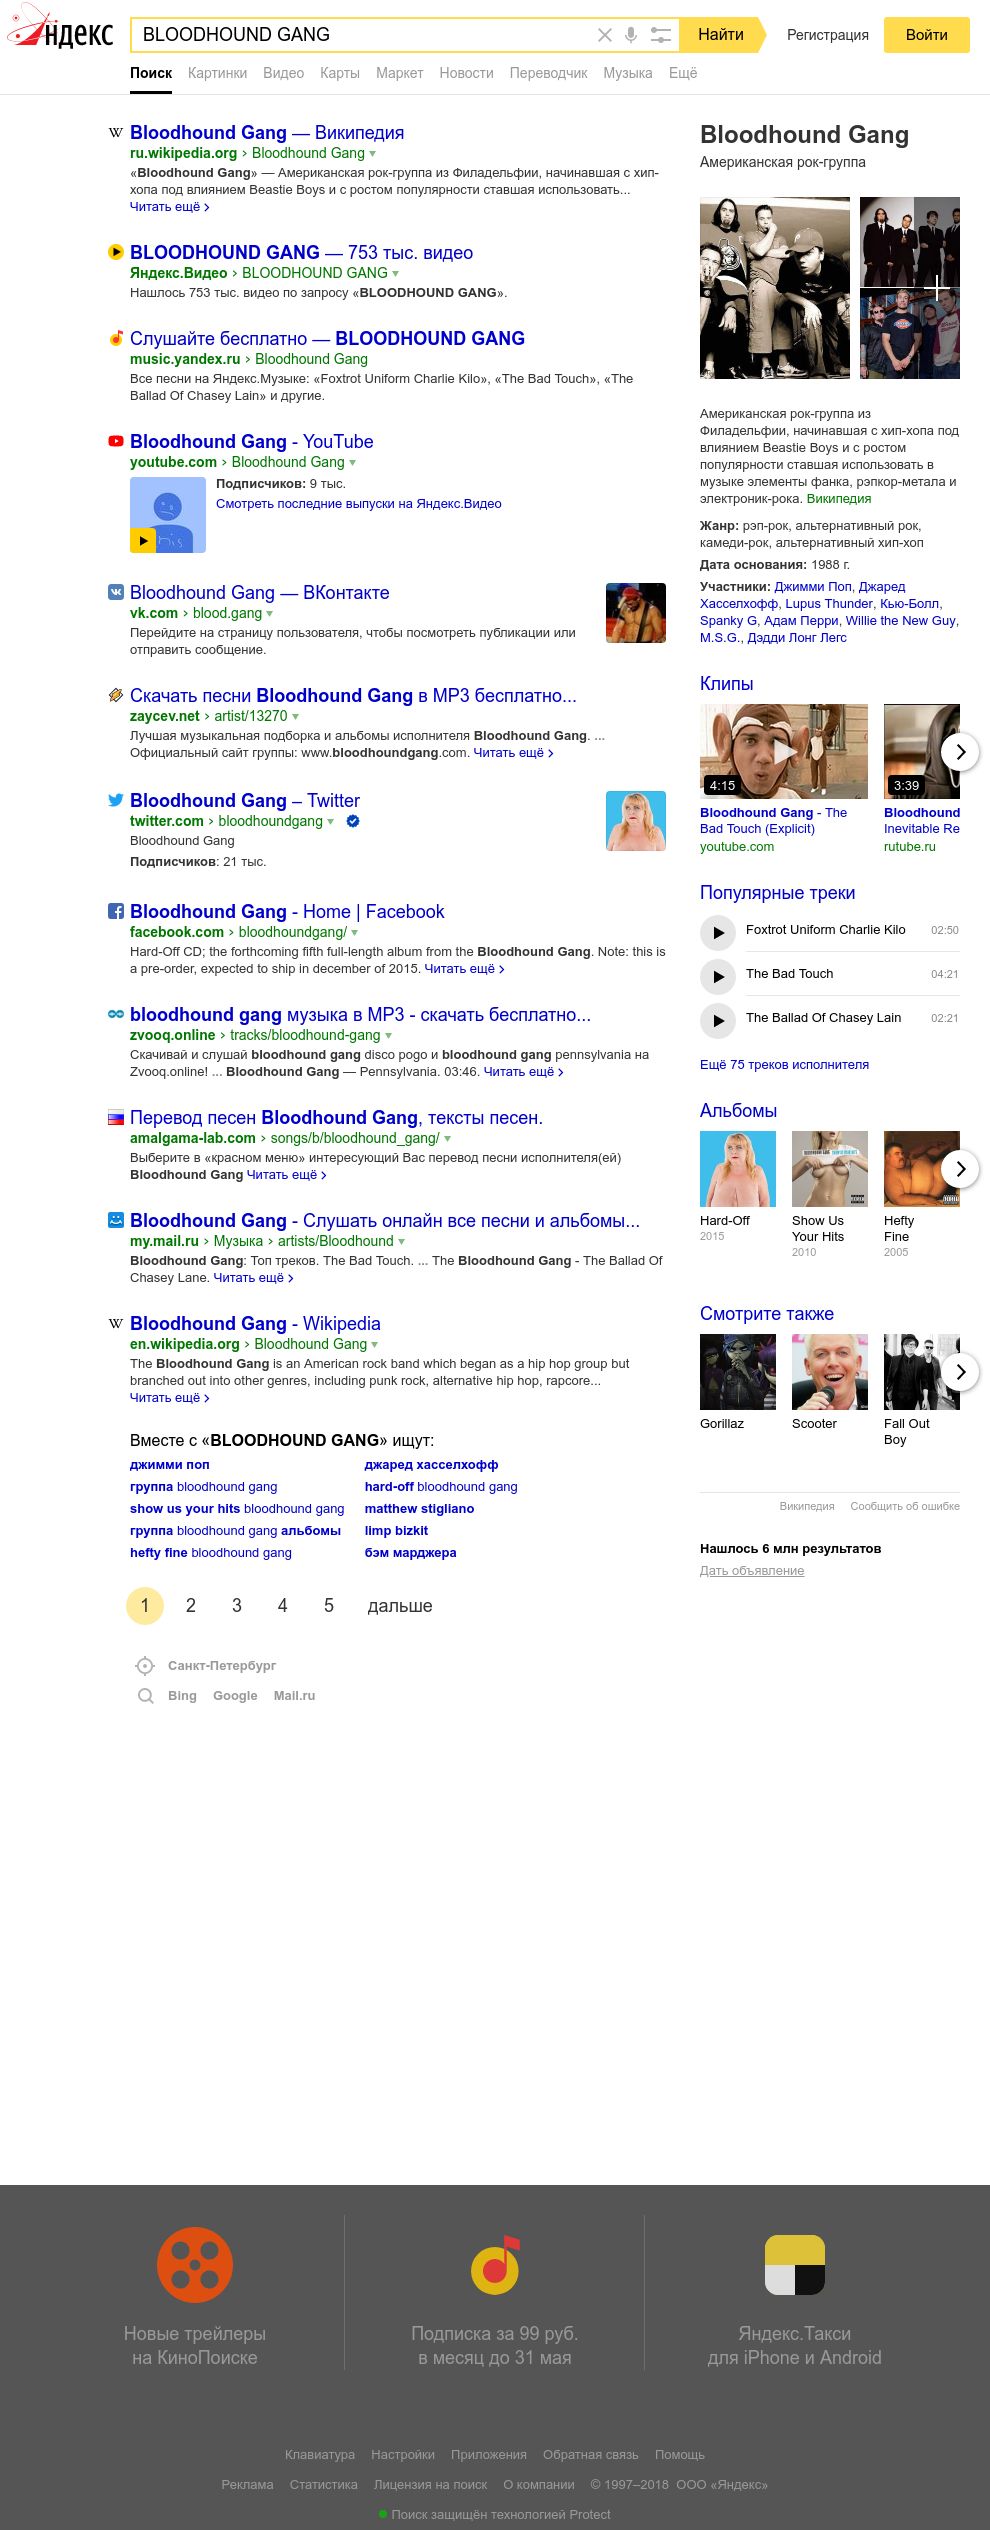 Яндекс
BLOODHOUND GANG
Найти
Регистрация
Войти
Поиск Картинки Видео Карты Маркет Новости Переводчик Музыка Ещё
Bloodhound Gang — Википедия
ru.wikipedia.org › Bloodhound Gang
«Bloodhound Gang» — Американская рок-группа из Филадельфии, начинавшая с хип-
хопа под влиянием Beastie Boys и с ростом популярности ставшая использовать...
Читать ещё ›
BLOODHOUND GANG — 753 тыс. видео
Яндекс.Видео › BLOODHOUND GANG
Нашлось 753 тыс. видео по запросу «BLOODHOUND GANG».
Слушайте бесплатно — BLOODHOUND GANG
music.yandex.ru › Bloodhound Gang
Все песни на Яндекс.Музыке: «Foxtrot Uniform Charlie Kilo», «The Bad Touch», «The
Ballad Of Chasey Lain» и другие.
Bloodhound Gang - YouTube
youtube.com › Bloodhound Gang
Подписчиков: 9 тыс.
Смотреть последние выпуски на Яндекс.Видео
Bloodhound Gang — ВКонтакте
vk.com › blood.gang
Перейдите на страницу пользователя, чтобы посмотреть публикации или
отправить сообщение.
Скачать песни Bloodhound Gang в MP3 бесплатно...
zaycev.net › artist/13270
Лучшая музыкальная подборка и альбомы исполнителя Bloodhound Gang. ...
Официальный сайт группы: www.bloodhoundgang.com. Читать ещё ›
Bloodhound Gang – Twitter
twitter.com › bloodhoundgang
Bloodhound Gang
Подписчиков: 21 тыс.
Bloodhound Gang - Home | Facebook
facebook.com › bloodhoundgang/
Hard-Off CD; the forthcoming fifth full-length album from the Bloodhound Gang. Note: this is
a pre-order, expected to ship in december of 2015. Читать ещё ›
bloodhound gang музыка в MP3 - скачать бесплатно...
zvooq.online › tracks/bloodhound-gang
Скачивай и слушай bloodhound gang disco pogo и bloodhound gang pennsylvania на
Zvooq.online! ... Bloodhound Gang — Pennsylvania. 03:46. Читать ещё ›
Перевод песен Bloodhound Gang, тексты песен.
amalgama-lab.com › songs/b/bloodhound_gang/
Выберите в «красном меню» интересующий Вас перевод песни исполнителя(ей)
Bloodhound Gang Читать ещё ›
Bloodhound Gang - Слушать онлайн все песни и альбомы...
my.mail.ru › Музыка › artists/Bloodhound
Bloodhound Gang: Топ треков. The Bad Touch. ... The Bloodhound Gang - The Ballad Of
Chasey Lane. Читать ещё ›
Bloodhound Gang - Wikipedia
en.wikipedia.org › Bloodhound Gang
The Bloodhound Gang is an American rock band which began as a hip hop group but
branched out into other genres, including punk rock, alternative hip hop, rapcore...
Читать ещё ›
Вместе с «BLOODHOUND GANG» ищут:
джимми поп
джаред хасселхофф
группа bloodhound gang
hard-off bloodhound gang
show us your hits bloodhound gang
matthew stigliano
группа bloodhound gang альбомы
limp bizkit
hefty fine bloodhound gang
бэм марджера
1 2 3 4 5 дальше
Санкт-Петербург
Bing Google Mail.ru
Bloodhound Gang
Американская рок-группа
Американская рок-группа из
Филадельфии, начинавшая с хип-хопа под
влиянием Beastie Boys и с ростом
популярности ставшая использовать в
музыке элементы фанка, рэпкор-метала и
электроник-рока. Википедия
Жанр: рэп-рок, альтернативный рок,
камеди-рок, альтернативный хип-хоп
Дата основания: 1988 г.
Участники: Джимми Поп, Джаред
Хасселхофф, Lupus Thunder, Кью-Болл,
Spanky G, Адам Перри, Willie the New Guy,
M.S.G., Дэдди Лонг Легс
Клипы
4:15
3:39
Bloodhound Gang - The
Bad Touch (Explicit)
youtube.com
Bloodhound
Inevitable Re
rutube.ru
Популярные треки
Foxtrot Uniform Charlie Kilo 02:50
The Bad Touch 04:21
The Ballad Of Chasey Lain 02:21
Ещё 75 треков исполнителя
Альбомы
Hard-Off
2015
Show Us
Your Hits
2010
Hefty
Fine
2005
Смотрите также
Gorillaz
Scooter
Fall Out
Boy
Википедия Сообщить об ошибке
Нашлось 6 млн результатов
Дать объявление
Новые трейлеры
на КиноПоиске
Подписка за 99 руб.
в месяц до 31 мая
Яндекс.Такси
для iPhone и Android
Клавиатура Настройки Приложения Обратная связь Помощь
Реклама Статистика Лицензия на поиск О компании © 1997–2018 ООО «Яндекс»
Поиск защищён технологией Protect